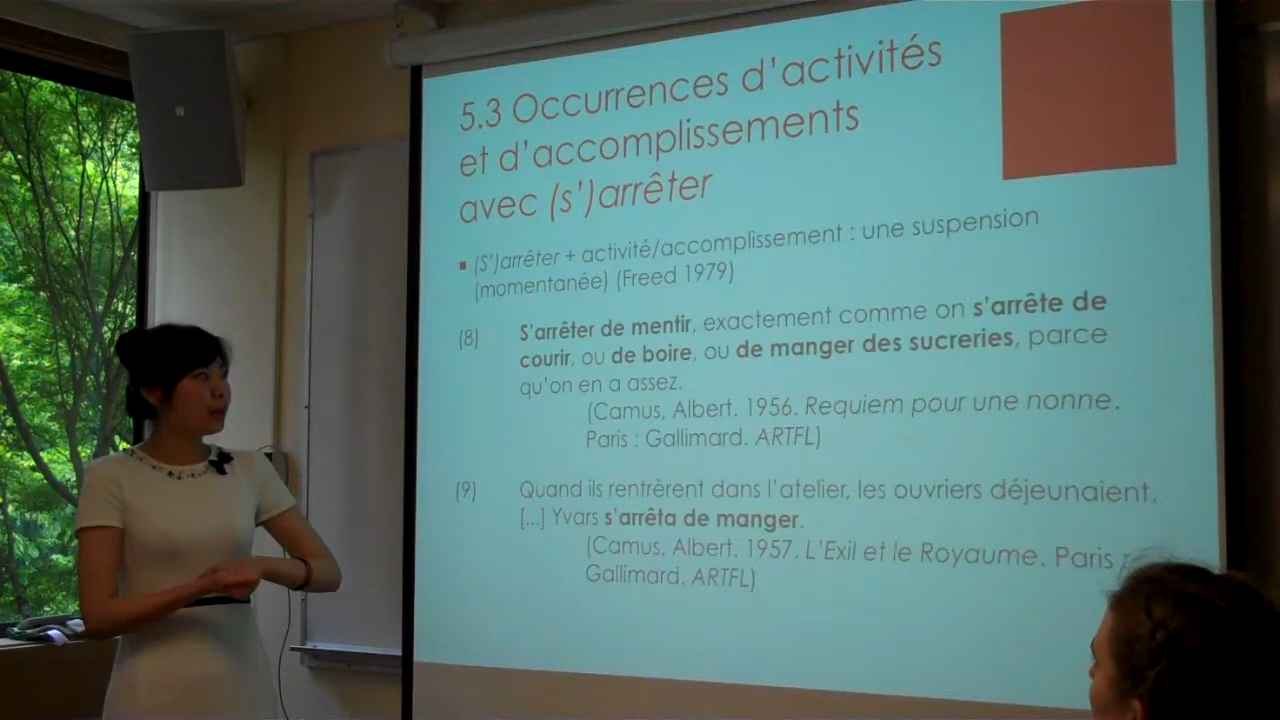 5.3 Occurrences d'activités
et d'accomplissements
avec (s')arrêter
(S')arrêter + activité/accomplissement : une suspension
(momentanée) (Freed 1979)
(8) S'arrêter de mentir, exactement comme on s'arrête de
courir, ou de boire, ou de manger des sucreries, parce
qu'on en a assez.
(Camus, Albert. 1956. Requiem pour une nonne.
Paris : Gallimard. ARTFL)
(9) Quand ils rentrèrent dans l'atelier, les ouvriers déjeunaient.
[...] Yvars s'arrêta de manger.
(Camus, Albert. 1957. L'Exil et le Royaume. Paris :
Gallimard. ARTFL)